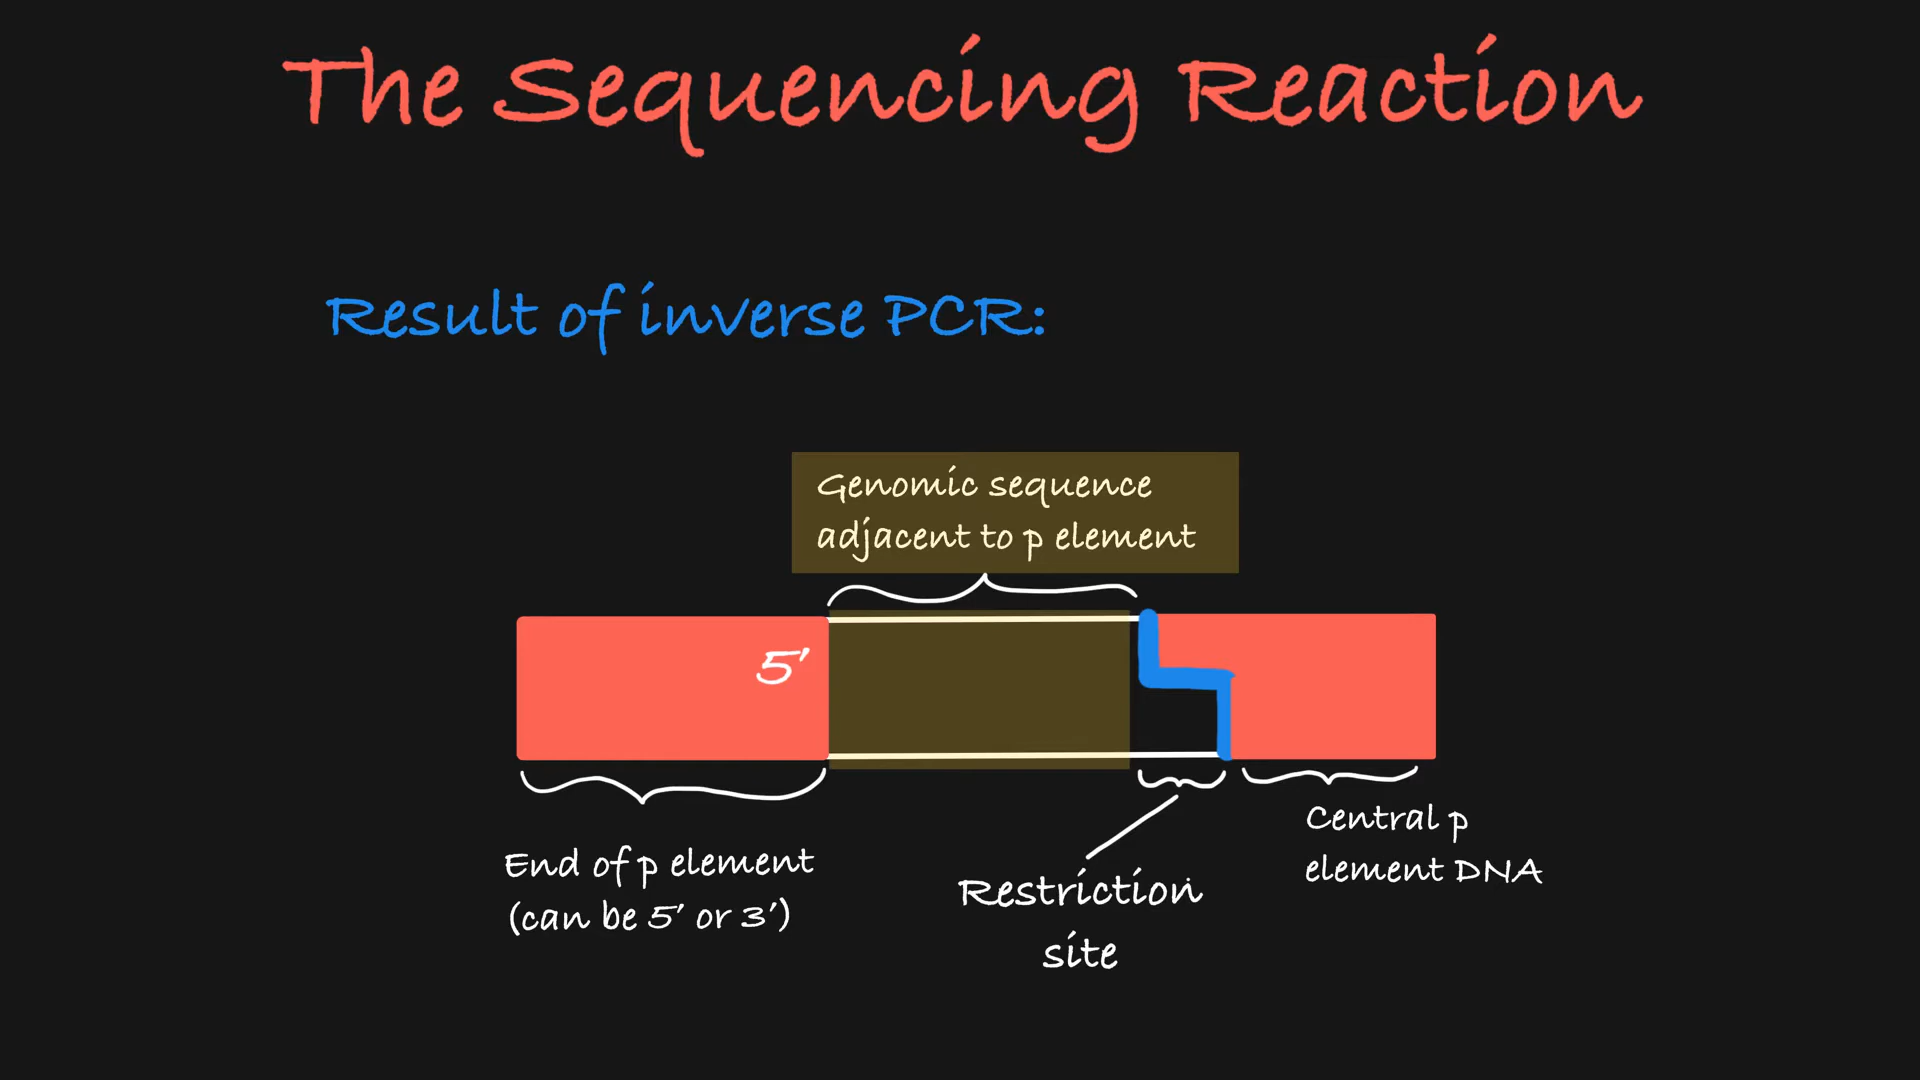 The Sequencing Reaction
Result of inverse PCR:
Genomic sequence
adjacent to p element
5'
End of p element
(can be 5' or 3')
Restriction
site
Central p
element DNA